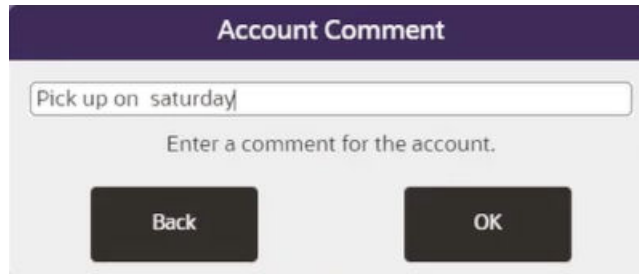 Account Comment
Pick up on  saturday
Enter a comment for the account.
Back OK